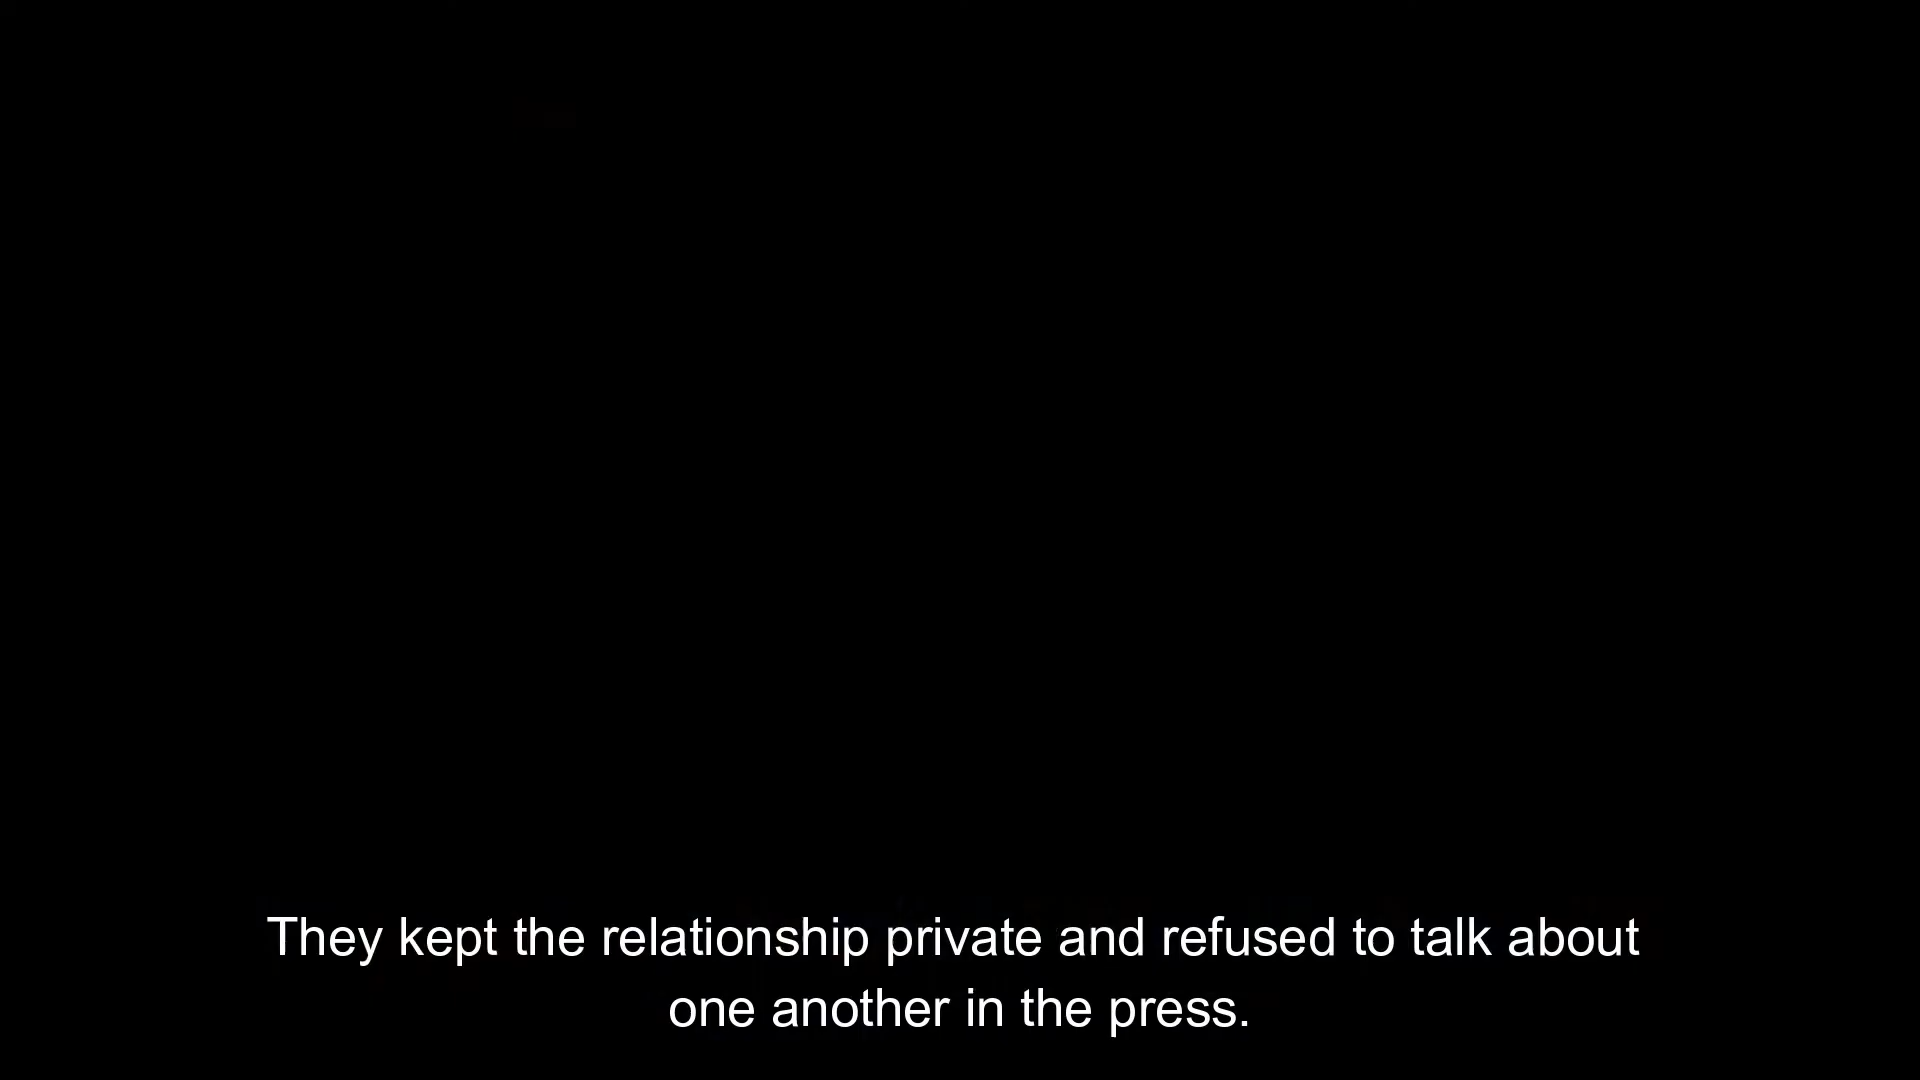 They kept the relationship private and refused to talk about
one another in the press.